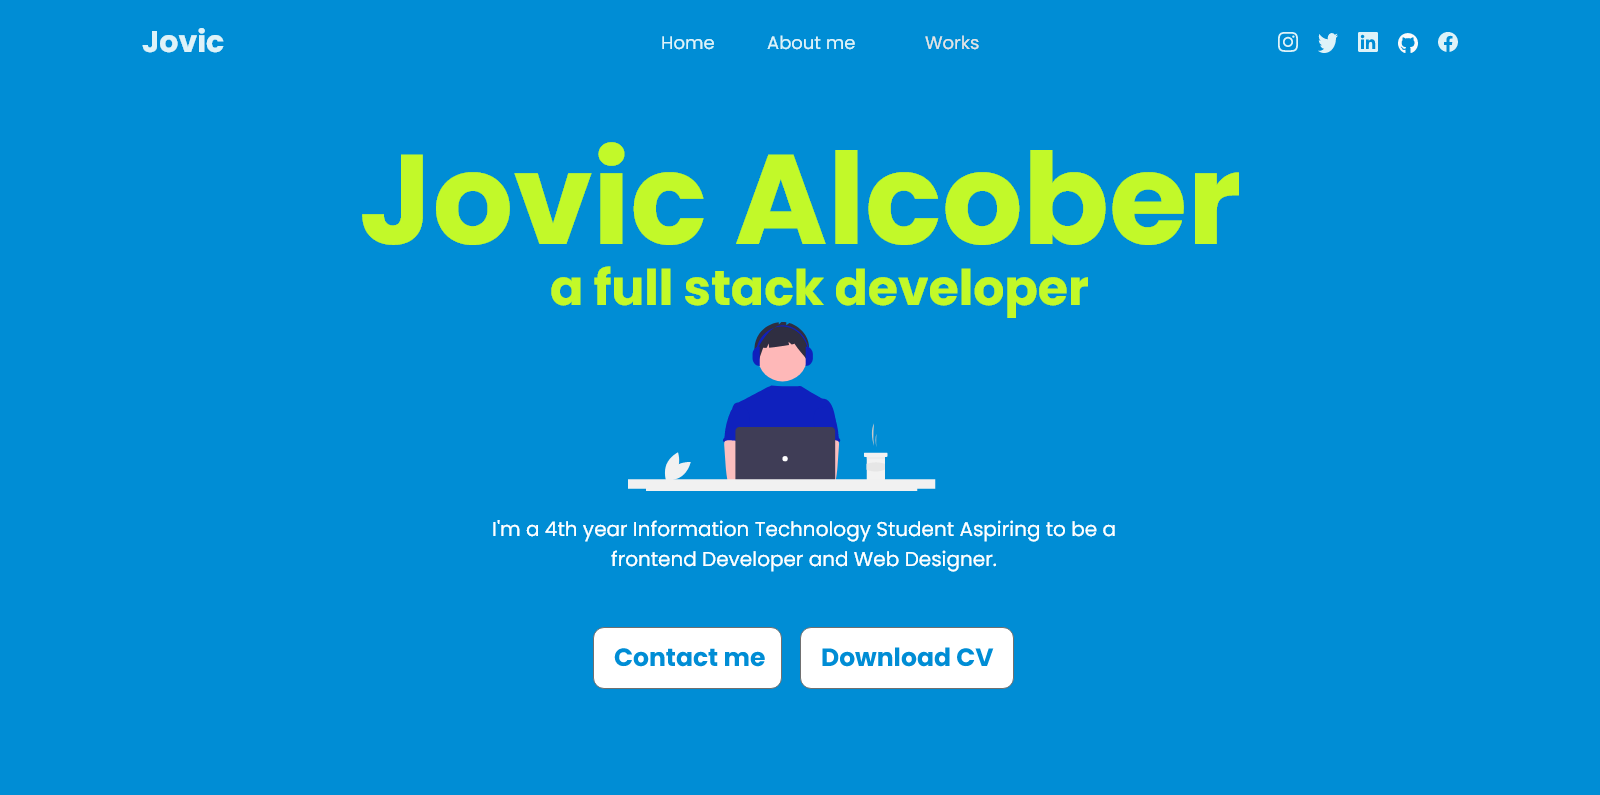 Jovic
Home About me Works
Jovic Alcober
a full stack developer
I'm a 4th year Information Technology Student Aspiring to be a
frontend Developer and Web Designer.
Contact me
Download CV